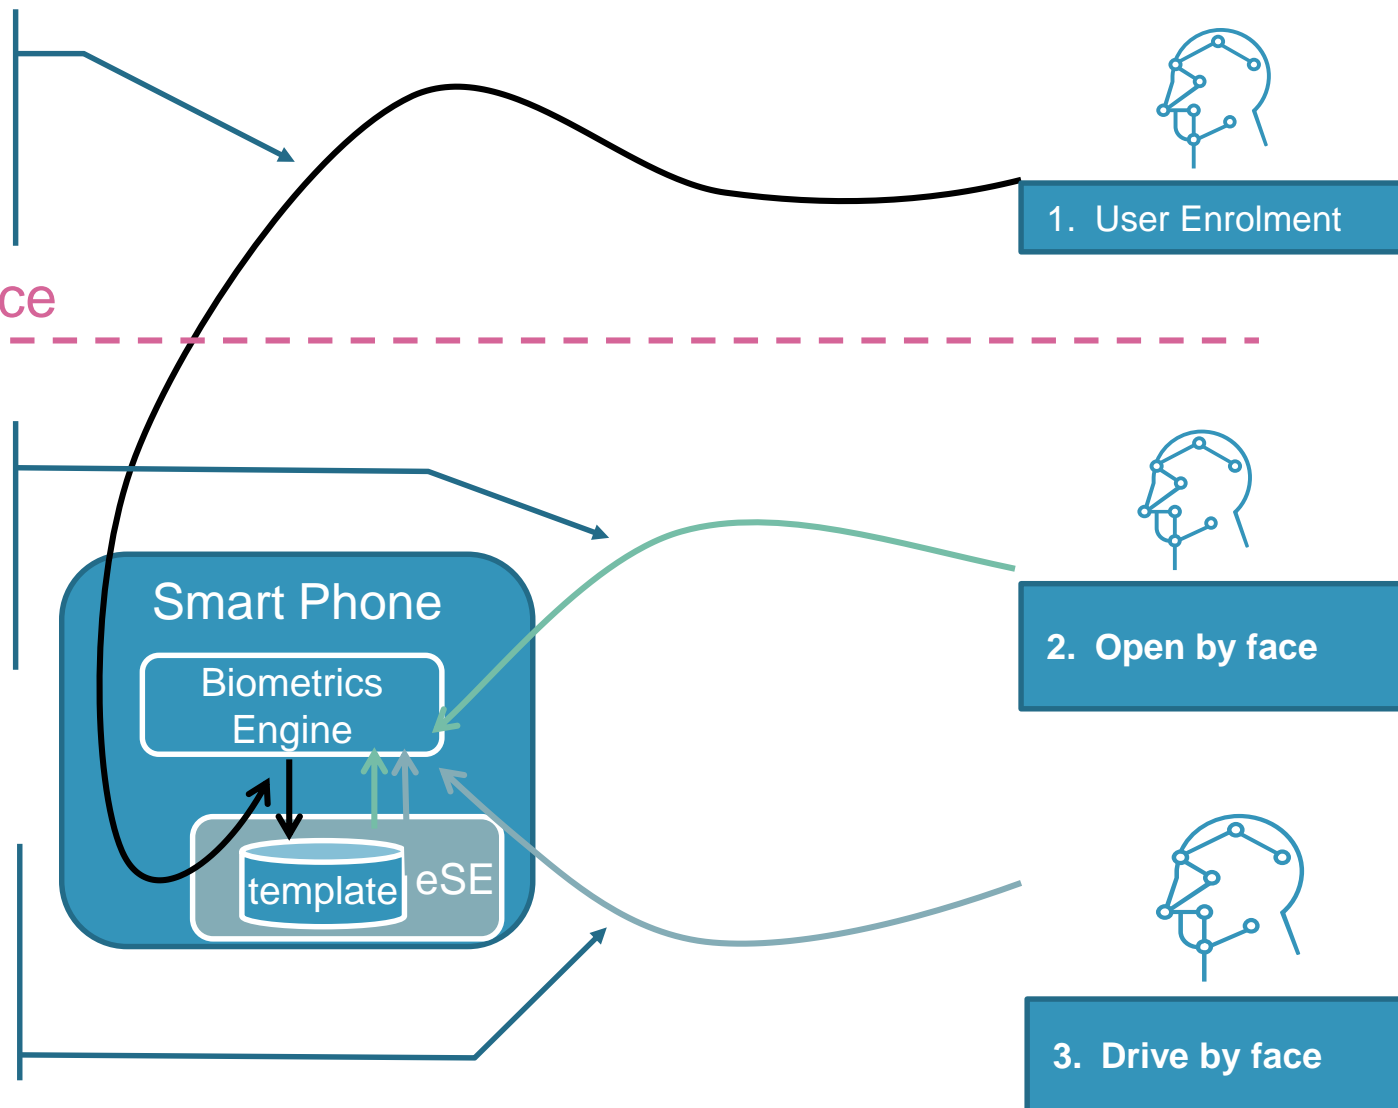 1. User Enrolment
ce
Smart Phone
Biometrics
Engine
2. Open by face
template
eSE
3. Drive by face